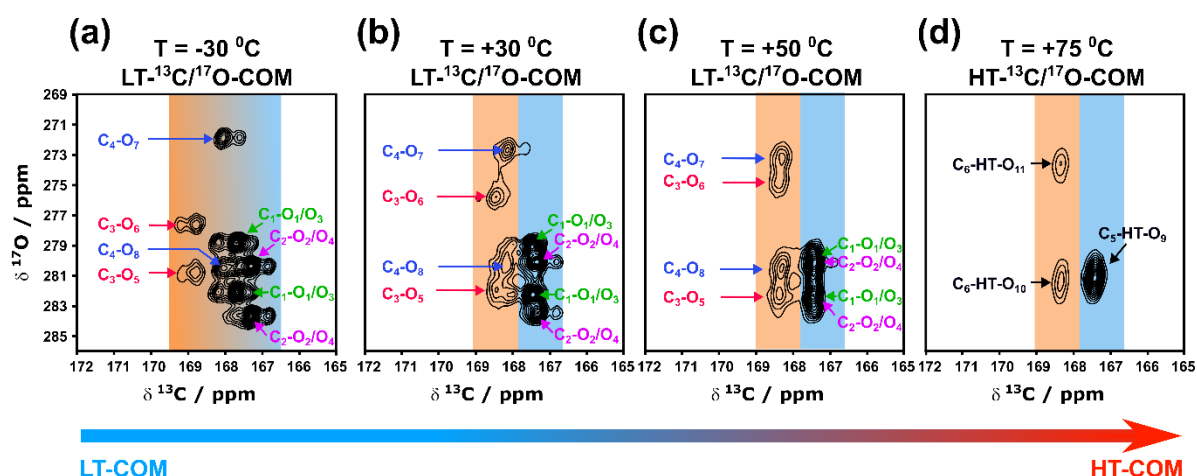 (a)
T = -30 ⁰C
LT-¹³C/¹⁷O-COM
(b)
T = +30 ⁰C
LT-¹³C/¹⁷O-COM
(c)
T = +50 ⁰C
LT-¹³C/¹⁷O-COM
(d)
T = +75 ⁰C
HT-¹³C/¹⁷O-COM
δ ¹⁷O / ppm
269
271
273
275
277
279
281
283
285
C₄-O₇
C₃-O₆
C₄-O₈
C₃-O₅
C₁-O₁/O₃
C₂-O₂/O₄
C₁-O₁/O₃
C₂-O₂/O₄
172 171 170 169 168 167 166 165
δ ¹³C / ppm
C₄-O₇
C₃-O₆
C₄-O₈
C₃-O₅
C₁-O₁/O₃
C₂-O₂/O₄
C₁-O₁/O₃
C₂-O₂/O₄
172 171 170 169 168 167 166 165
δ ¹³C / ppm
C₄-O₇
C₃-O₆
C₄-O₈
C₃-O₅
C₁-O₁/O₃
C₂-O₂/O₄
C₁-O₁/O₃
C₂-O₂/O₄
172 171 170 169 168 167 166 165
δ ¹³C / ppm
C₆-HT-O₁₁
C₅-HT-O₉
C₆-HT-O₁₀
172 171 170 169 168 167 166 165
δ ¹³C / ppm
LT-COM
HT-COM